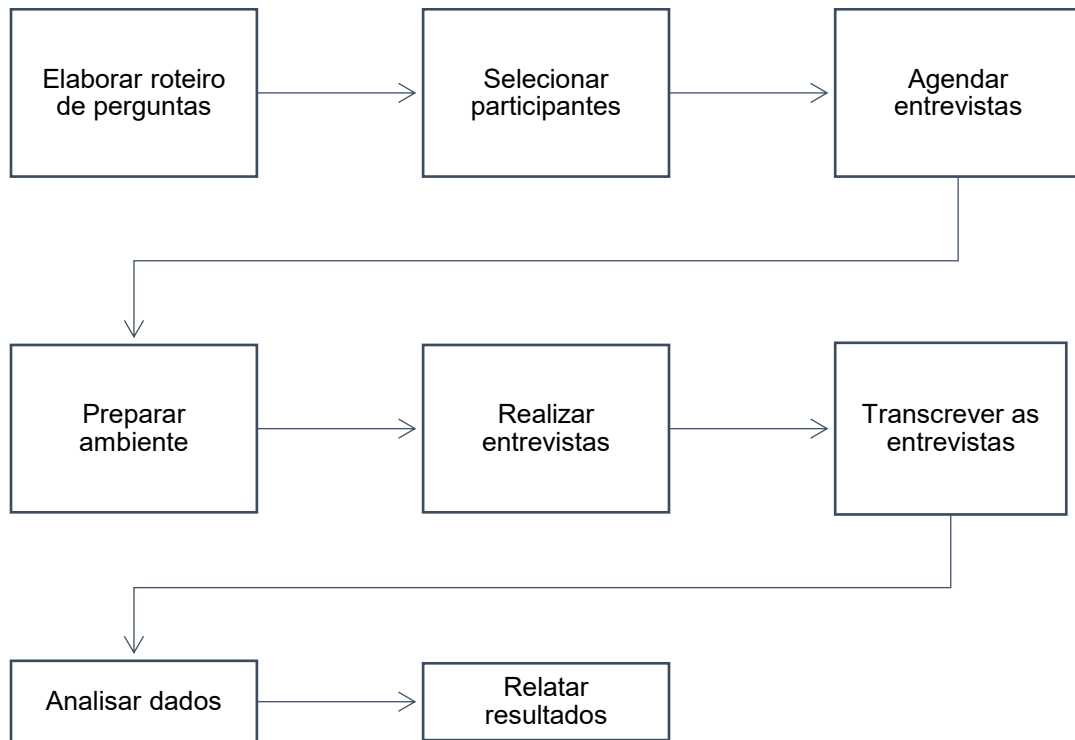 Elaborar roteiro
de perguntas
Selecionar
participantes
Agendar
entrevistas
Preparar
ambiente
Realizar
entrevistas
Transcrever as
entrevistas
Analisar dados
Relatar
resultados